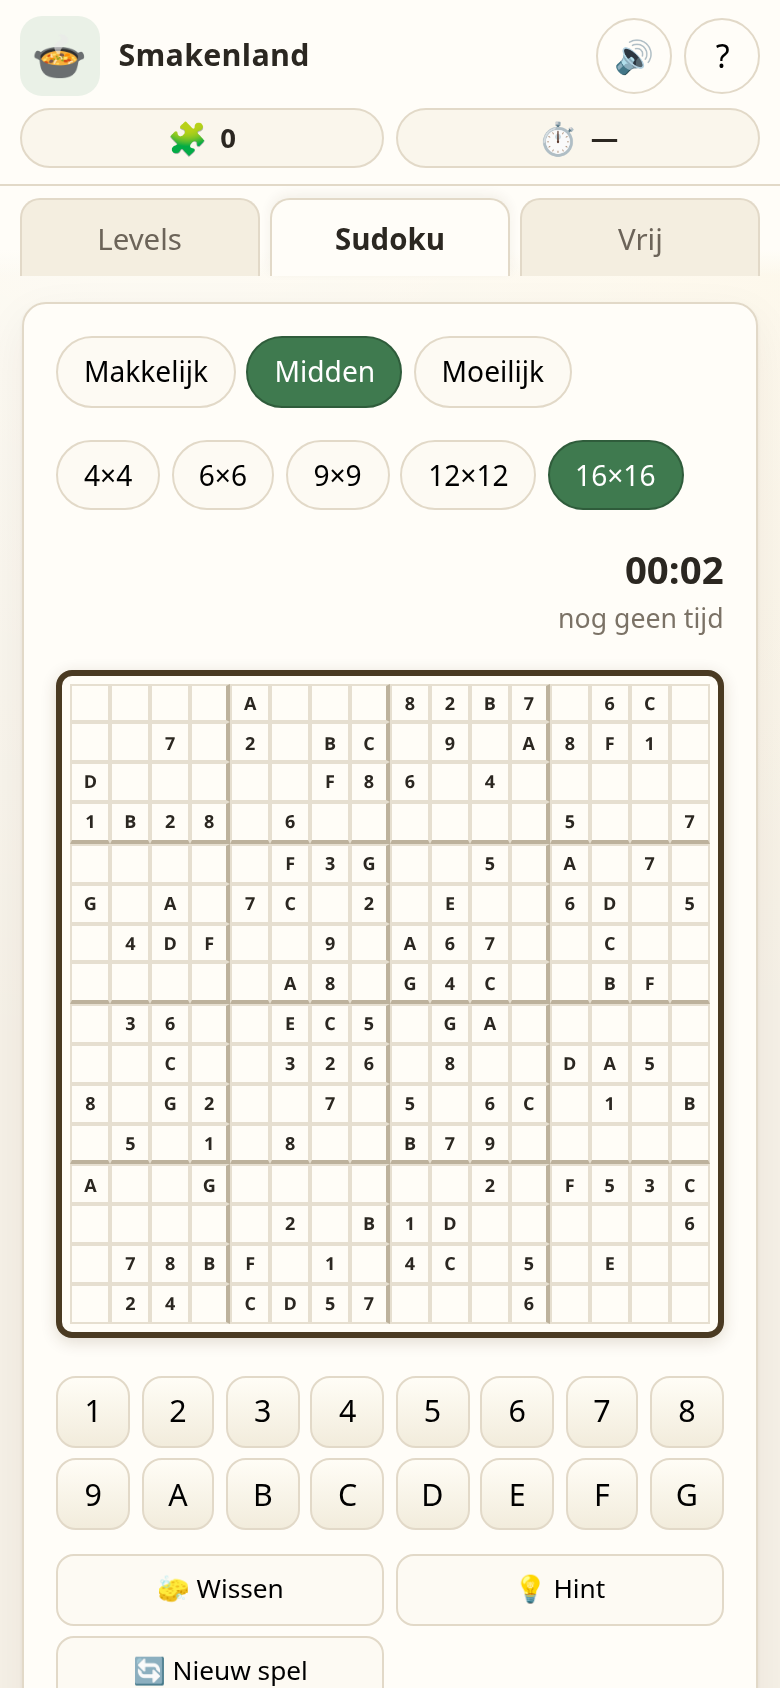 Smakenland
?
0
—
Levels Sudoku Vrij
Makkelijk Midden Moeilijk
4×4 6×6 9×9 12×12 16×16
00:02
nog geen tijd
A 8 2 B 7 6 C
7 2 B C 9 A 8 F 1
D F 8 6 4
1 B 2 8 6 5 7
F 3 G 5 A 7
G A 7 C 2 E 6 D 5
4 D F 9 A 6 7 C
A 8 G 4 C B F
3 6 E C 5 G A
C 3 2 6 8 D A 5
8 G 2 7 5 6 C 1 B
5 1 8 B 7 9
A G 2 F 5 3 C
2 B 1 D 6
7 8 B F 1 4 C 5 E
2 4 C D 5 7 6
1 2 3 4 5 6 7 8
9 A B C D E F G
Wissen Hint
Nieuw spel